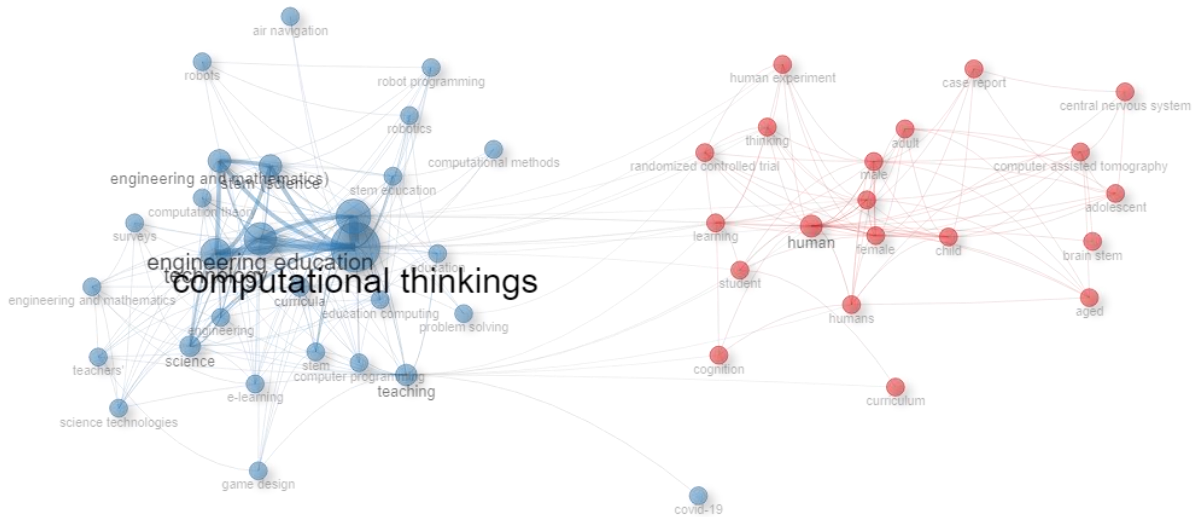 air navigation
robots
robot programming
human experiment
case report
central nervous system
robotics
thinking
adult
computational methods
randomized controlled trial
male
computer assisted tomography
engineering and mathematics)
stem (science
stem education
computation theory
adolescent
surveys
learning
human
female
child
brain stem
engineering education
education
technology
computational thinkings
student
engineering and mathematics
curricula
education computing
aged
humans
engineering
problem solving
science
stem
teachers'
computer programming
cognition
teaching
e-learning
curriculum
science technologies
game design
covid-19